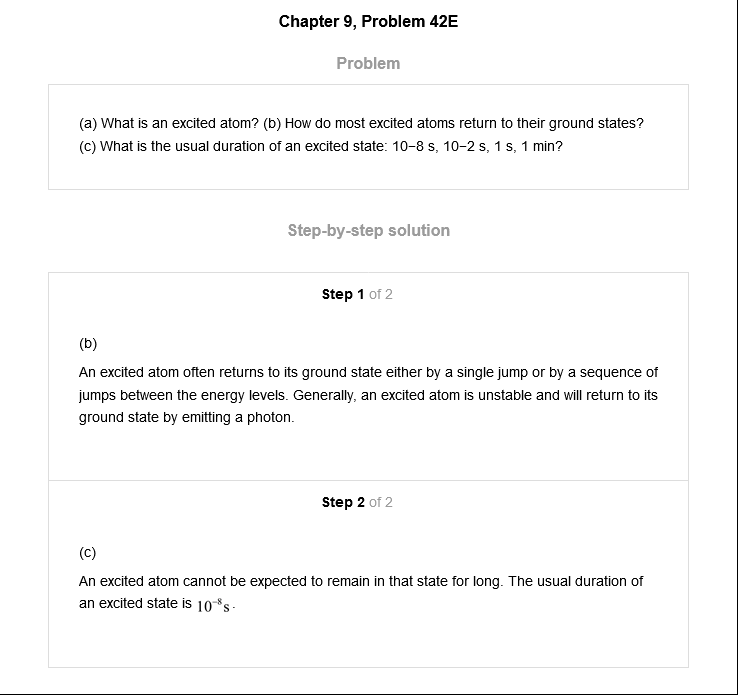 Chapter 9, Problem 42E
Problem
(a) What is an excited atom? (b) How do most excited atoms return to their ground states?
(c) What is the usual duration of an excited state: 10−8 s, 10−2 s, 1 s, 1 min?
Step-by-step solution
Step 1 of 2
(b)
An excited atom often returns to its ground state either by a single jump or by a sequence of
jumps between the energy levels. Generally, an excited atom is unstable and will return to its
ground state by emitting a photon.
Step 2 of 2
(c)
An excited atom cannot be expected to remain in that state for long. The usual duration of
an excited state is 10⁻⁸s.